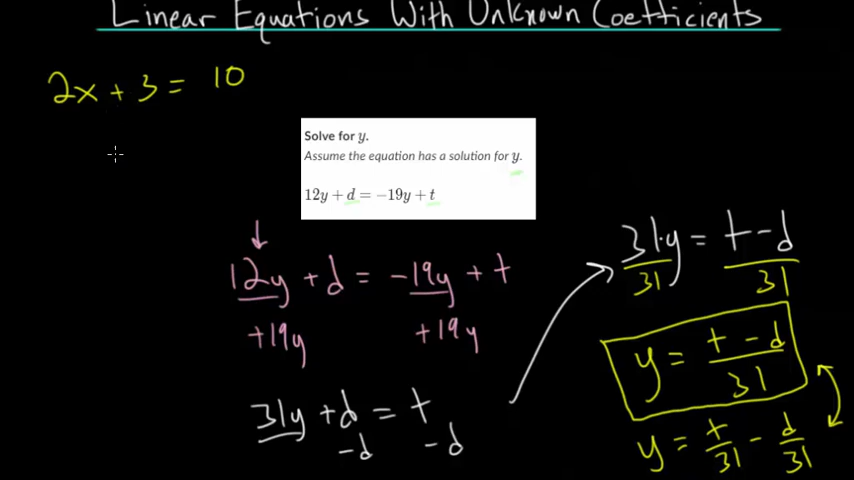 Linear Equations With Unknown Coefficients
2x + 3 = 10
Solve for y.
Assume the equation has a solution for y.
12y + d = −19y + t
12y + d = -19y + t
+19y +19y
31y + d = t
-d -d
31·y = t - d
31 31
y = t - d
31
y = t/31 - d/31